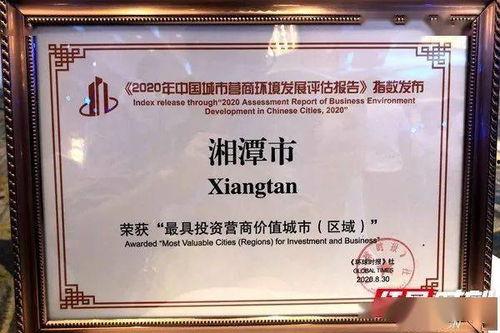 《2020年中国城市营商环境发展评估报告》指数发布
Index release through“2020 Assessment Report of Business Environment
Development in Chinese Cities, 2020”
湘潭市
Xiangtan
荣获“最具投资营商价值城市（区域）”
Awarded “Most Valuable Cities (Regions) for Investment and Business”
《环球时报》社
GLOBAL TIMES
2020.8.30